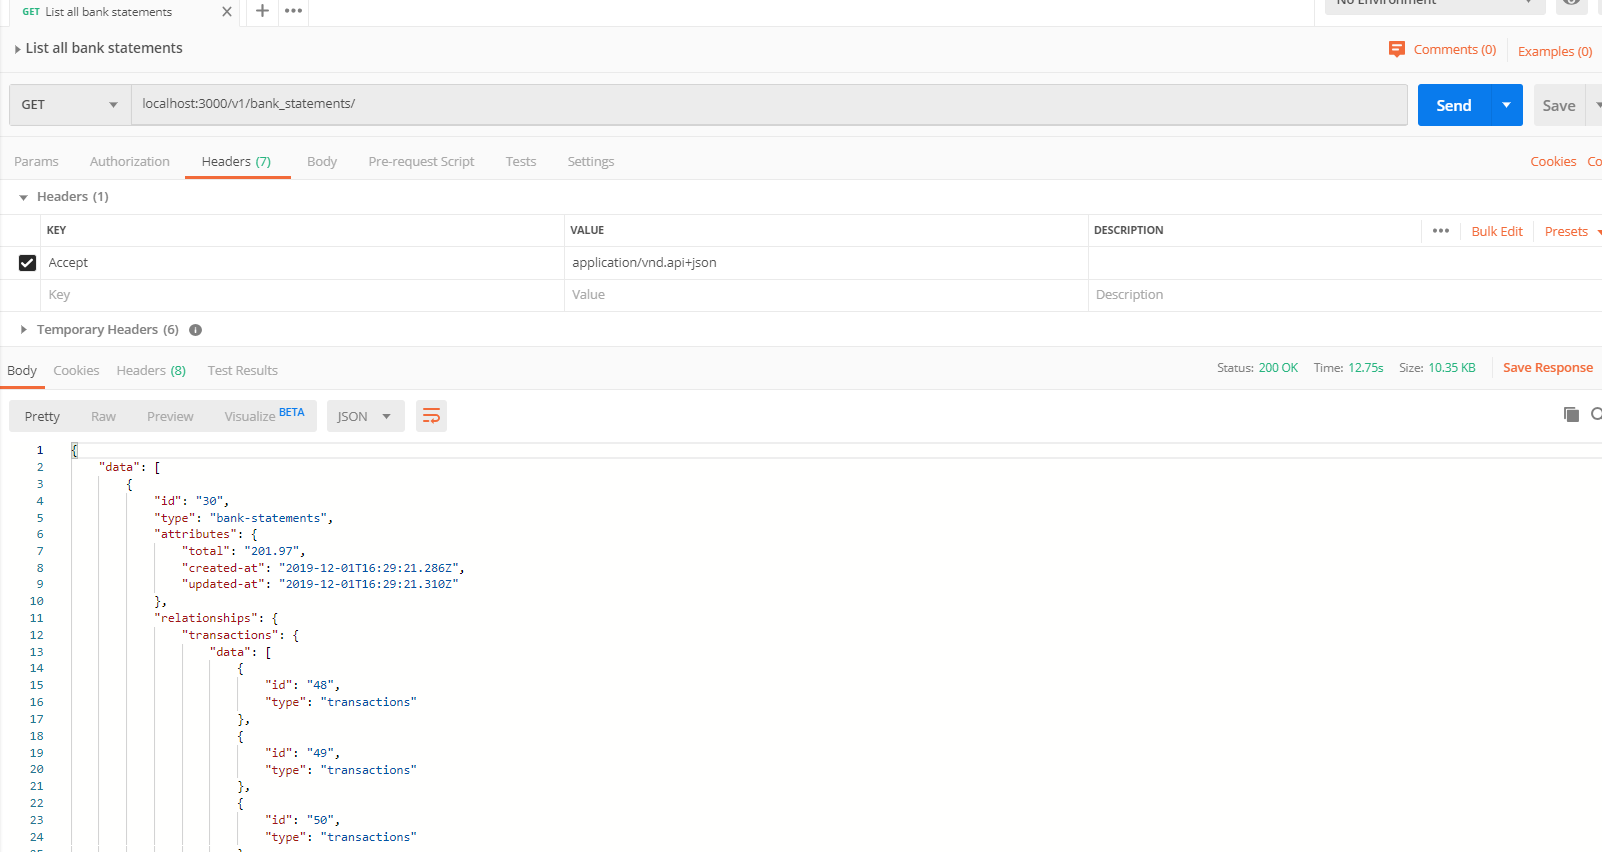 GET List all bank statements
No Environment
List all bank statements
Comments (0) Examples (0)
GET localhost:3000/v1/bank_statements/ Send Save
Params Authorization Headers (7) Body Pre-request Script Tests Settings Cookies
Headers (1)
KEY VALUE DESCRIPTION ••• Bulk Edit Presets
Accept application/vnd.api+json
Key Value Description
Temporary Headers (6)
Body Cookies Headers (8) Test Results Status: 200 OK Time: 12.75s Size: 10.35 KB Save Response
Pretty Raw Preview Visualize BETA JSON
1 {
2 "data": [
3 {
4 "id": "30",
5 "type": "bank-statements",
6 "attributes": {
7 "total": "201.97",
8 "created-at": "2019-12-01T16:29:21.286Z",
9 "updated-at": "2019-12-01T16:29:21.310Z"
10 },
11 "relationships": {
12 "transactions": {
13 "data": [
14 {
15 "id": "48",
16 "type": "transactions"
17 },
18 {
19 "id": "49",
20 "type": "transactions"
21 },
22 {
23 "id": "50",
24 "type": "transactions"